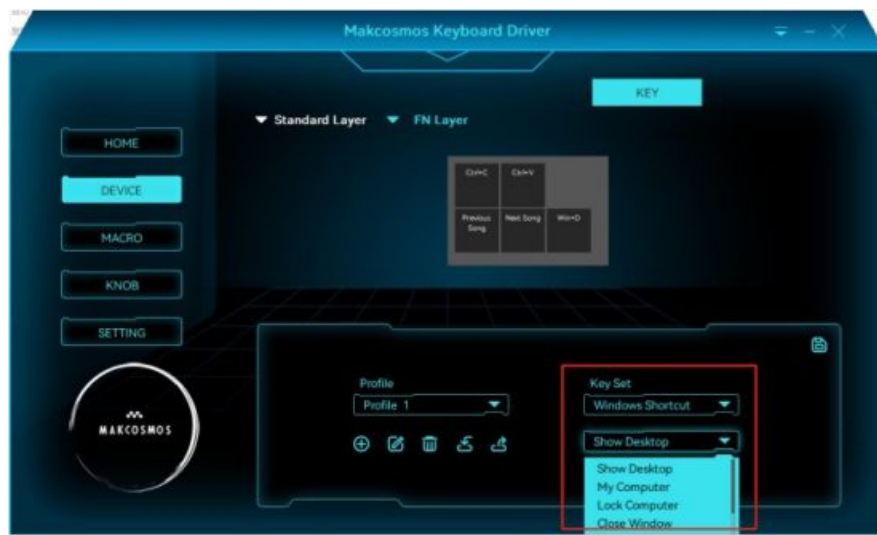 Makcosmos Keyboard Driver
KEY
Standard Layer FN Layer
HOME
DEVICE
MACRO
KNOB
SETTING
Ctrl+C Ctrl+V
Previous Song Next Song Win+D
Profile
Profile 1
Key Set
Windows Shortcut
Show Desktop
Show Desktop
My Computer
Lock Computer
Close Window
MAKCOSMOS